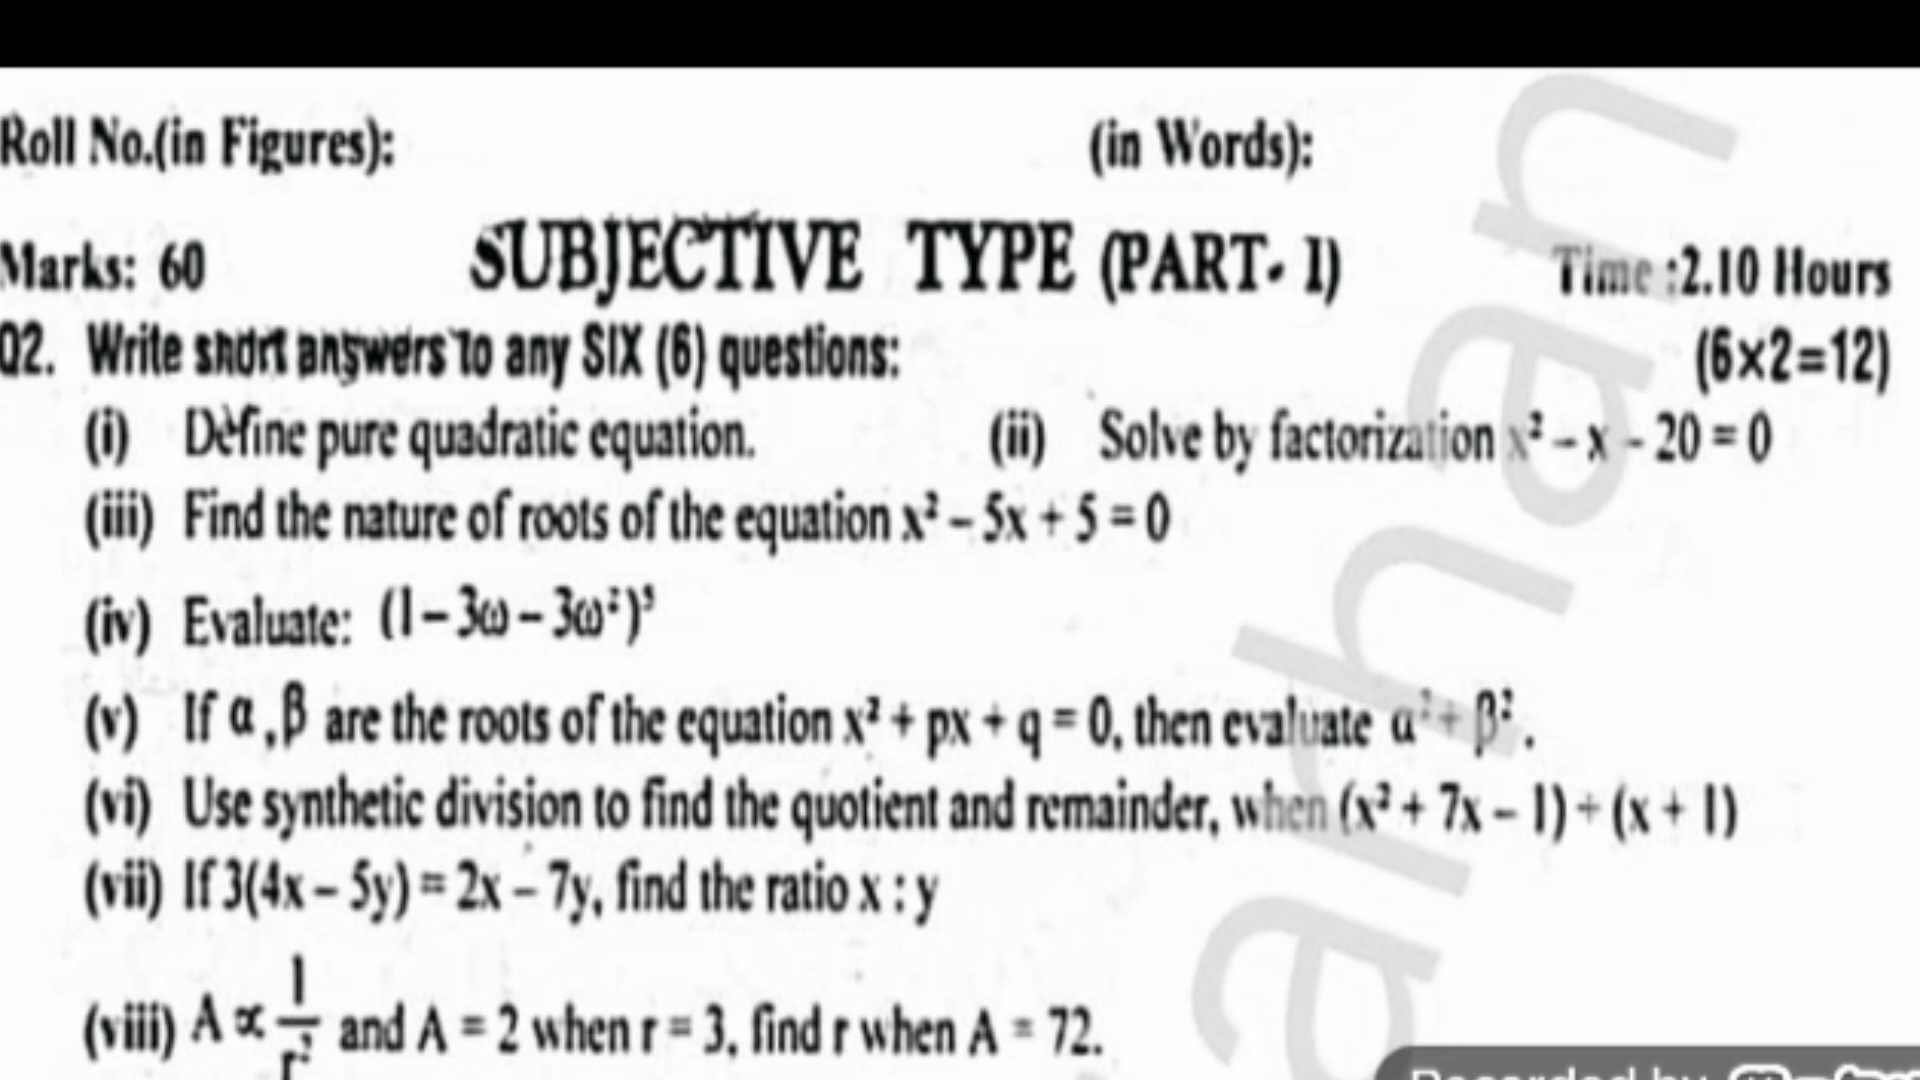 Roll No.(in Figures): (in Words):
Marks: 60 SUBJECTIVE TYPE (PART- I) Time :2.10 Hours
Q2. Write short answers to any SIX (6) questions: (6×2=12)
(i) Define pure quadratic equation. (ii) Solve by factorization x² – x – 20 = 0
(iii) Find the nature of roots of the equation x² – 5x + 5 = 0
(iv) Evaluate: (1 – 3ω – 3ω²)⁵
(v) If α , β are the roots of the equation x² + px + q = 0, then evaluate α² + β² .
(vi) Use synthetic division to find the quotient and remainder, when (x² + 7x – 1) ÷ (x + 1)
(vii) If 3(4x – 5y) = 2x – 7y, find the ratio x : y
(viii) A ∝ 1/r² and A = 2 when r = 3, find r when A = 72.
Recorded by